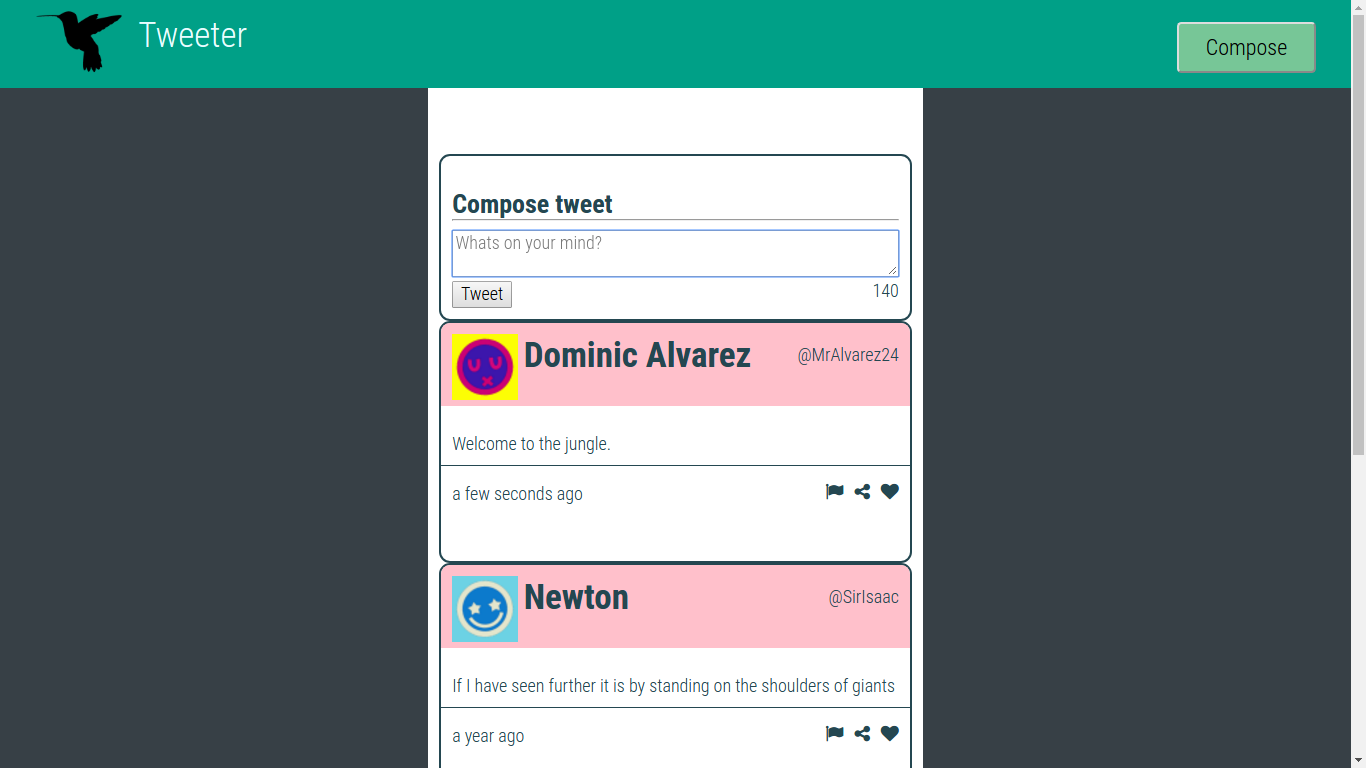 Tweeter
Compose
Compose tweet
Whats on your mind?
Tweet
140
Dominic Alvarez
@MrAlvarez24
Welcome to the jungle.
a few seconds ago
Newton
@SirIsaac
If I have seen further it is by standing on the shoulders of giants
a year ago